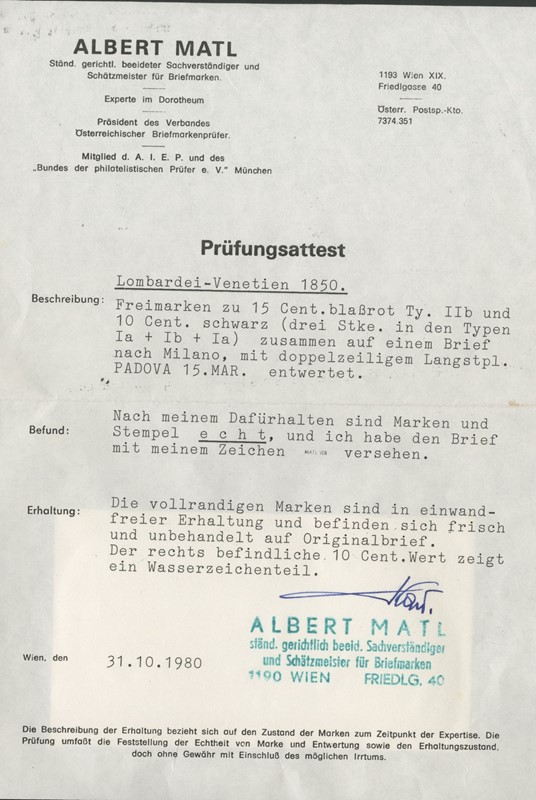 ALBERT MATL
Ständ. gerichtl. beeideter Sachverständiger und
Schätzmeister für Briefmarken.
Experte im Dorotheum
Präsident des Verbandes
Österreichischer Briefmarkenprüfer.
Mitglied d. A. I. E. P. und des
„Bundes der philatelistischen Prüfer e. V." München
1193 Wien XIX.
Friedlgasse 40
Österr. Postsp.-Kto.
7374.351
Prüfungsattest
Lombardei-Venetien 1850.
Beschreibung: Freimarken zu 15 Cent.blaßrot Ty. IIb und
10 Cent. schwarz (drei Stke. in den Typen
Ia + Ib + Ia) zusammen auf einem Brief
nach Milano, mit doppelzeiligem Langstpl.
PADOVA 15.MAR. entwertet.
Befund: Nach meinem Dafürhalten sind Marken und
Stempel e c h t, und ich habe den Brief
mit meinem Zeichen versehen.
Erhaltung: Die vollrandigen Marken sind in einwand-
freier Erhaltung und befinden sich frisch
und unbehandelt auf Originalbrief.
Der rechts befindliche 10 Cent.Wert zeigt
ein Wasserzeichenteil.
ALBERT MATL
ständ. gerichtlich beeid. Sachverständiger
und Schätzmeister für Briefmarken
1190 WIEN FRIEDLG. 40
Wien, den 31.10.1980
Die Beschreibung der Erhaltung bezieht sich auf den Zustand der Marken zum Zeitpunkt der Expertise. Die
Prüfung umfaßt die Feststellung der Echtheit von Marke und Entwertung sowie den Erhaltungszustand,
doch ohne Gewähr mit Einschluß des möglichen Irrtums.